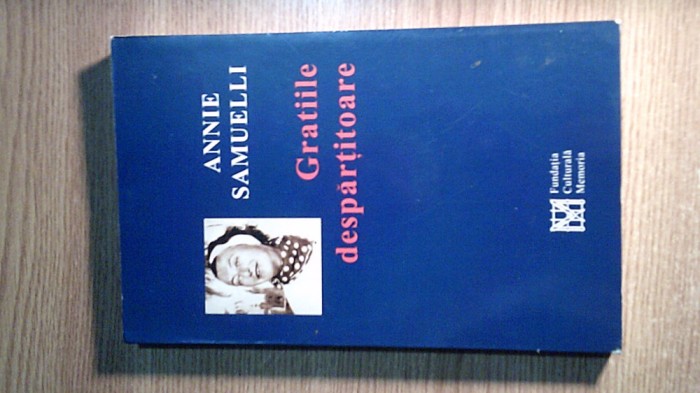 ANNIE
SAMUELLI
Gratiile
despărțitoare
Fundația
Culturală
Memoria